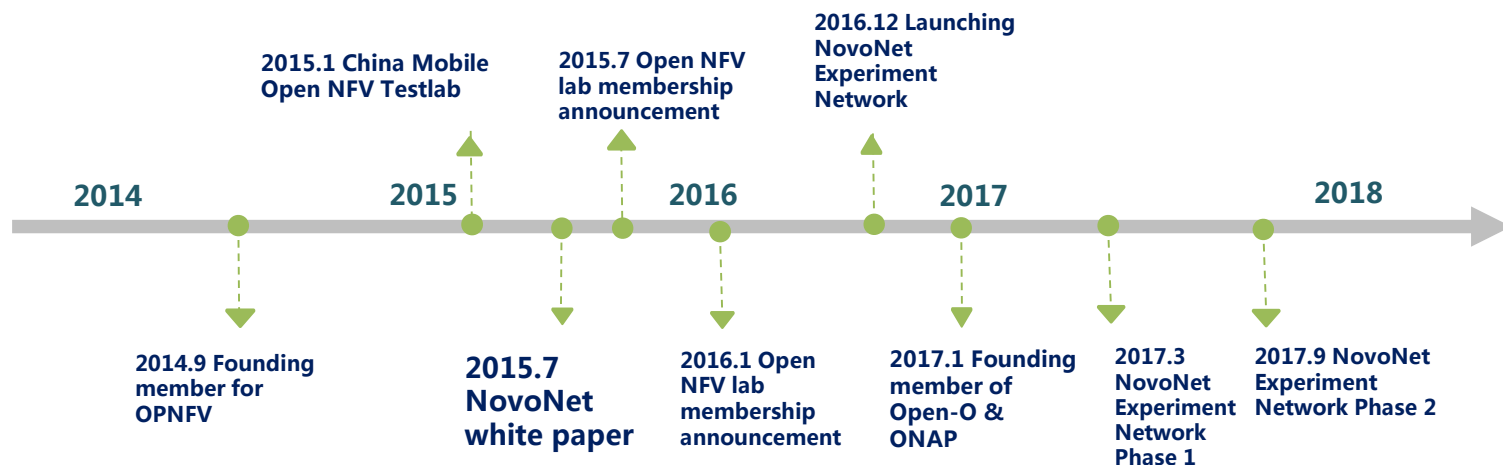 2016.12 Launching
NovoNet
Experiment
Network
2015.1 China Mobile
Open NFV Testlab
2015.7 Open NFV
lab membership
announcement
2014
2015
2016
2017
2018
2014.9 Founding
member for
OPNFV
2015.7
NovoNet
white paper
2016.1 Open
NFV lab
membership
announcement
2017.1 Founding
member of
Open-O &
ONAP
2017.3
NovoNet
Experiment
Network
Phase 1
2017.9 NovoNet
Experiment
Network Phase 2